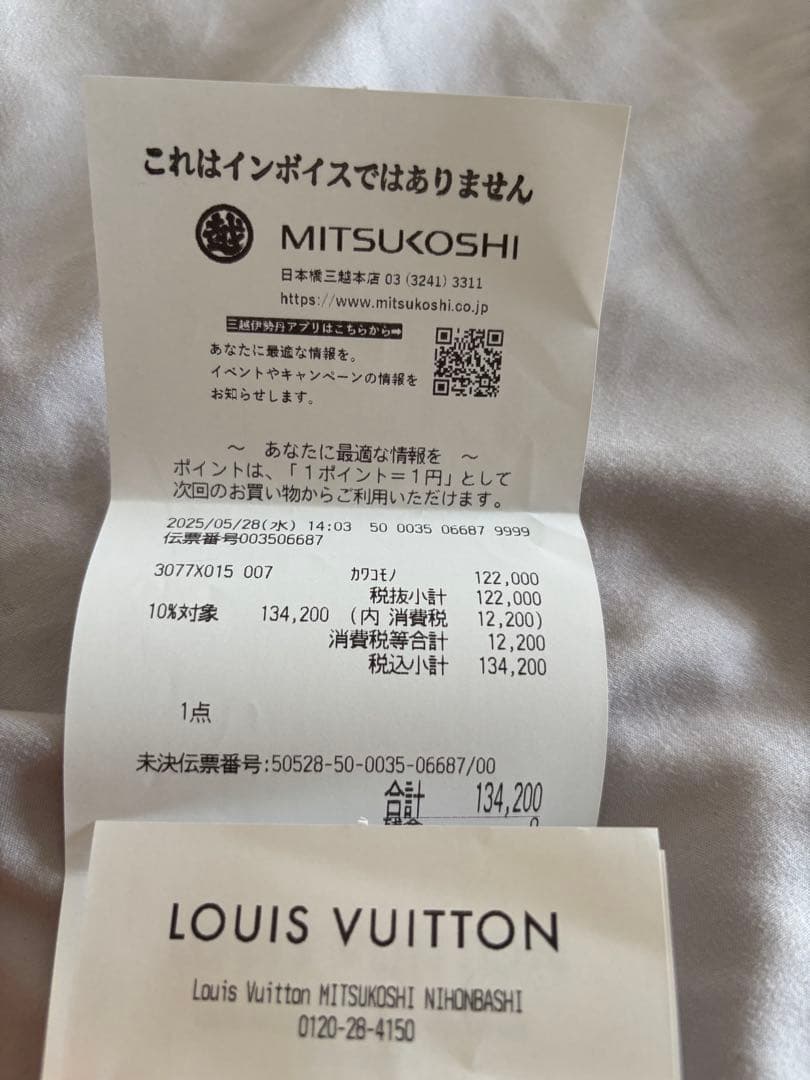 これはインボイスではありません
越 MITSUKOSHI
日本橋三越本店 03 (3241) 3311
https://www.mitsukoshi.co.jp
三越伊勢丹アプリはこちらから➡
あなたに最適な情報を。
イベントやキャンペーンの情報を
お知らせします。
～ あなたに最適な情報を ～
ポイントは、「1ポイント＝1円」として
次回のお買い物からご利用いただけます。
2025/05/28(水) 14:03 50 0035 06687 9999
伝票番号003506687
3077X015 007 ｶﾜｺﾓﾉ 122,000
税抜小計 122,000
10%対象 134,200 (内 消費税 12,200)
消費税等合計 12,200
税込小計 134,200
1点
未決伝票番号:50528-50-0035-06687/00
合計 134,200
LOUIS VUITTON
Louis Vuitton MITSUKOSHI NIHONBASHI
0120-28-4150